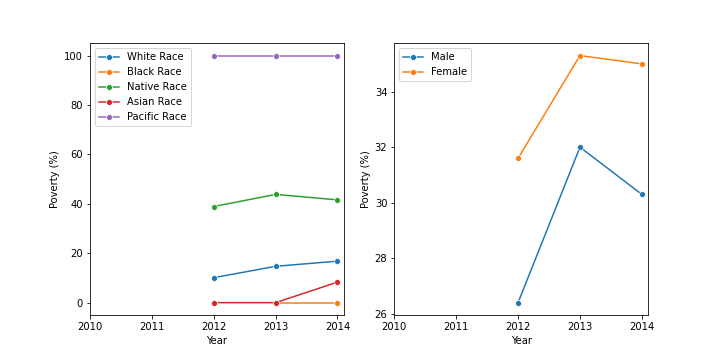 White Race
Black Race
Native Race
Asian Race
Pacific Race
100
80
60
40
20
0
Poverty (%)
2010 2011 2012 2013 2014
Year
Male
Female
34
32
30
28
26
Poverty (%)
2010 2011 2012 2013 2014
Year